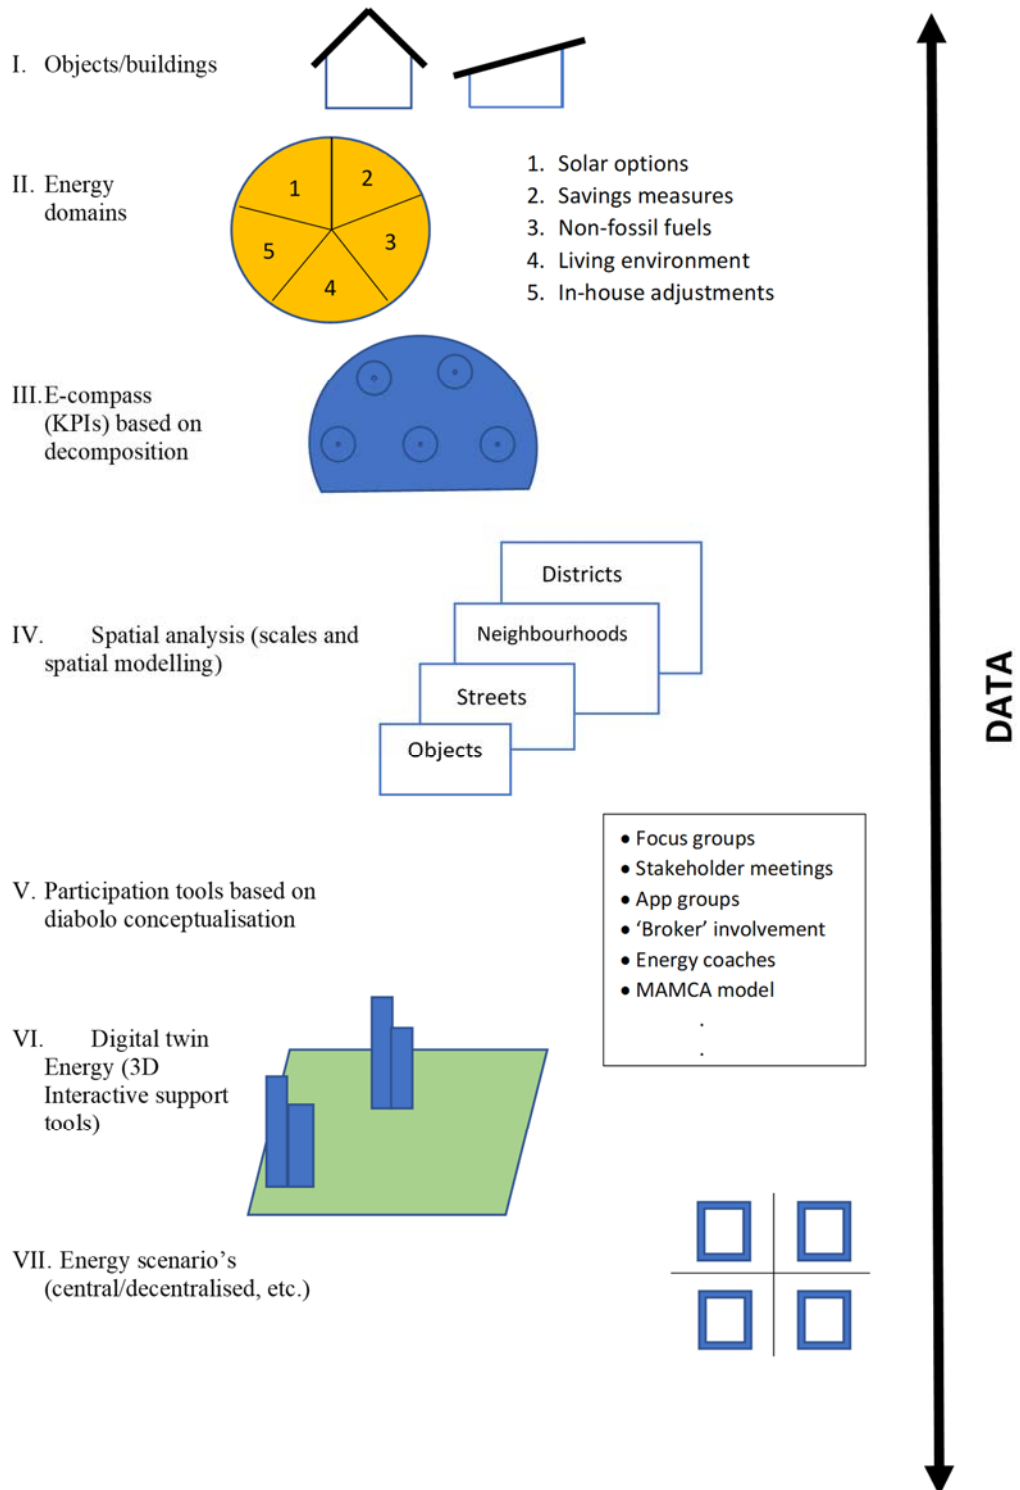 I. Objects/buildings
II. Energy
domains
1
2
3
4
5
1. Solar options
2. Savings measures
3. Non-fossil fuels
4. Living environment
5. In-house adjustments
III.E-compass
(KPIs) based on
decomposition
IV. Spatial analysis (scales and
spatial modelling)
Districts
Neighbourhoods
Streets
Objects
DATA
V. Participation tools based on
diabolo conceptualisation
• Focus groups
• Stakeholder meetings
• App groups
• ‘Broker’ involvement
• Energy coaches
• MAMCA model
.
.
VI. Digital twin
Energy (3D
Interactive support
tools)
VII. Energy scenario’s
(central/decentralised, etc.)